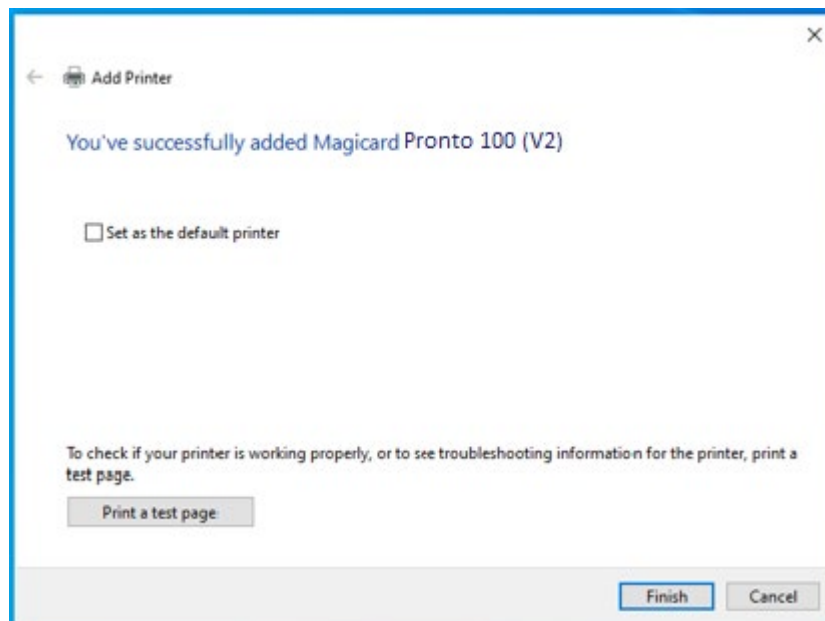 Add Printer
You've successfully added Magicard Pronto 100 (V2)
Set as the default printer
To check if your printer is working properly, or to see troubleshooting information for the printer, print a
test page.
Print a test page
Finish
Cancel